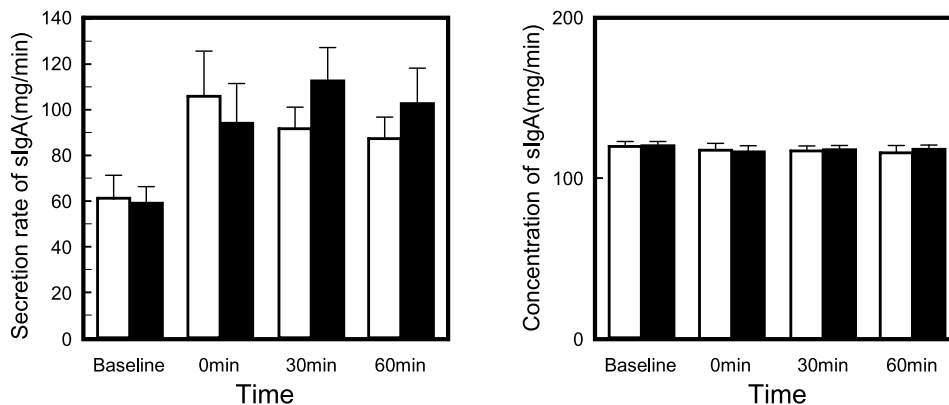 Secretion rate of sIgA(mg/min)
140
120
100
80
60
40
20
0
Baseline 0min 30min 60min
Time
Concentration of sIgA(mg/min)
200
100
0
Baseline 0min 30min 60min
Time